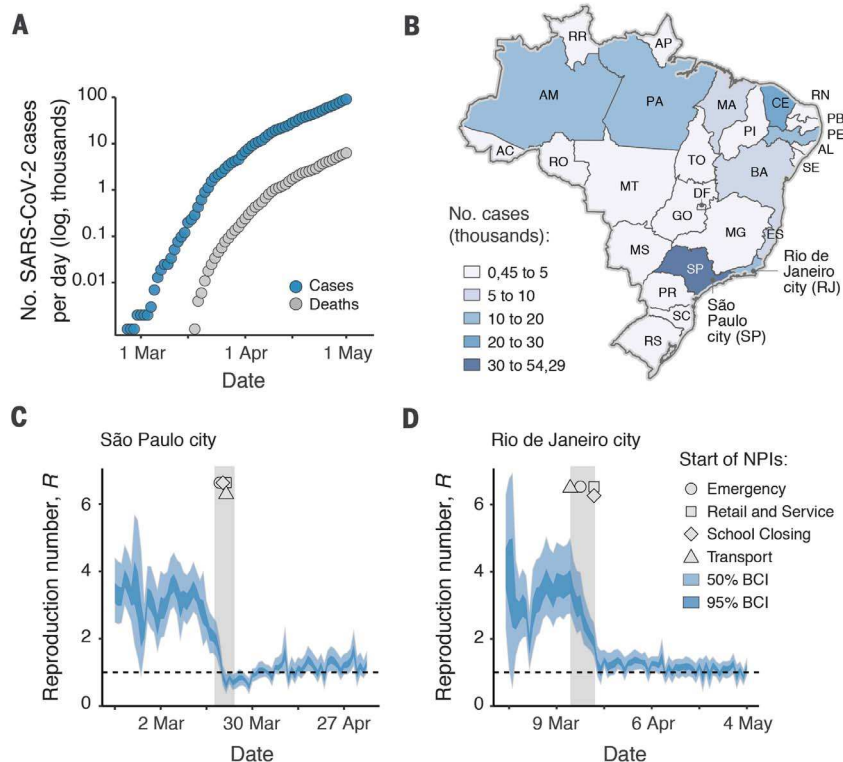 A
No. SARS-CoV-2 cases
per day (log, thousands)
100
10
1
0.1
0.01
Cases
Deaths
1 Mar
1 Apr
1 May
Date
B
RR
AP
AM
PA
MA
CE
RN
PB
PE
AL
SE
PI
AC
RO
TO
BA
MT
DF
GO
MG
ES
MS
SP
PR
SC
RS
No. cases
(thousands):
0,45 to 5
5 to 10
10 to 20
20 to 30
30 to 54,29
Rio de
Janeiro
city (RJ)
São
Paulo
city (SP)
C
São Paulo city
Reproduction number, R
6
4
2
0
2 Mar
30 Mar
27 Apr
Date
D
Rio de Janeiro city
Reproduction number, R
6
4
2
0
9 Mar
6 Apr
4 May
Date
Start of NPIs:
Emergency
Retail and Service
School Closing
Transport
50% BCI
95% BCI